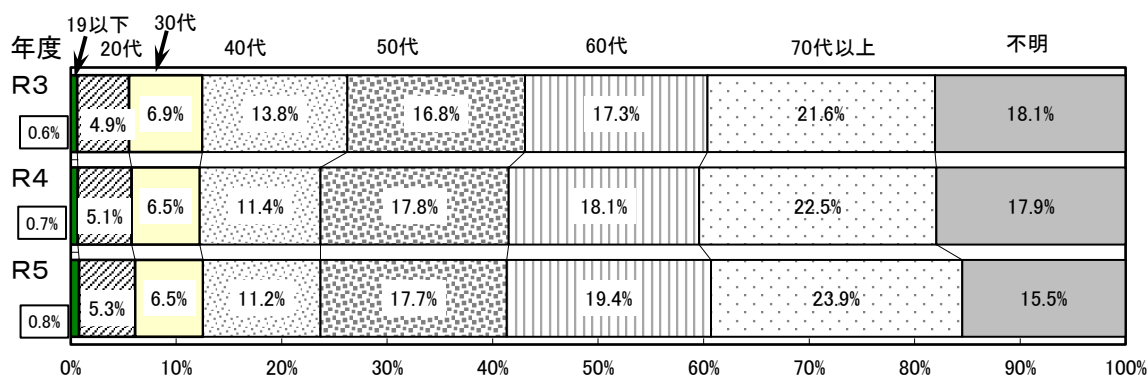 19以下 30代
年度 20代 40代 50代 60代 70代以上 不明
R3
0.6% 4.9% 6.9% 13.8% 16.8% 17.3% 21.6% 18.1%
R4
0.7% 5.1% 6.5% 11.4% 17.8% 18.1% 22.5% 17.9%
R5
0.8% 5.3% 6.5% 11.2% 17.7% 19.4% 23.9% 15.5%
0% 10% 20% 30% 40% 50% 60% 70% 80% 90% 100%